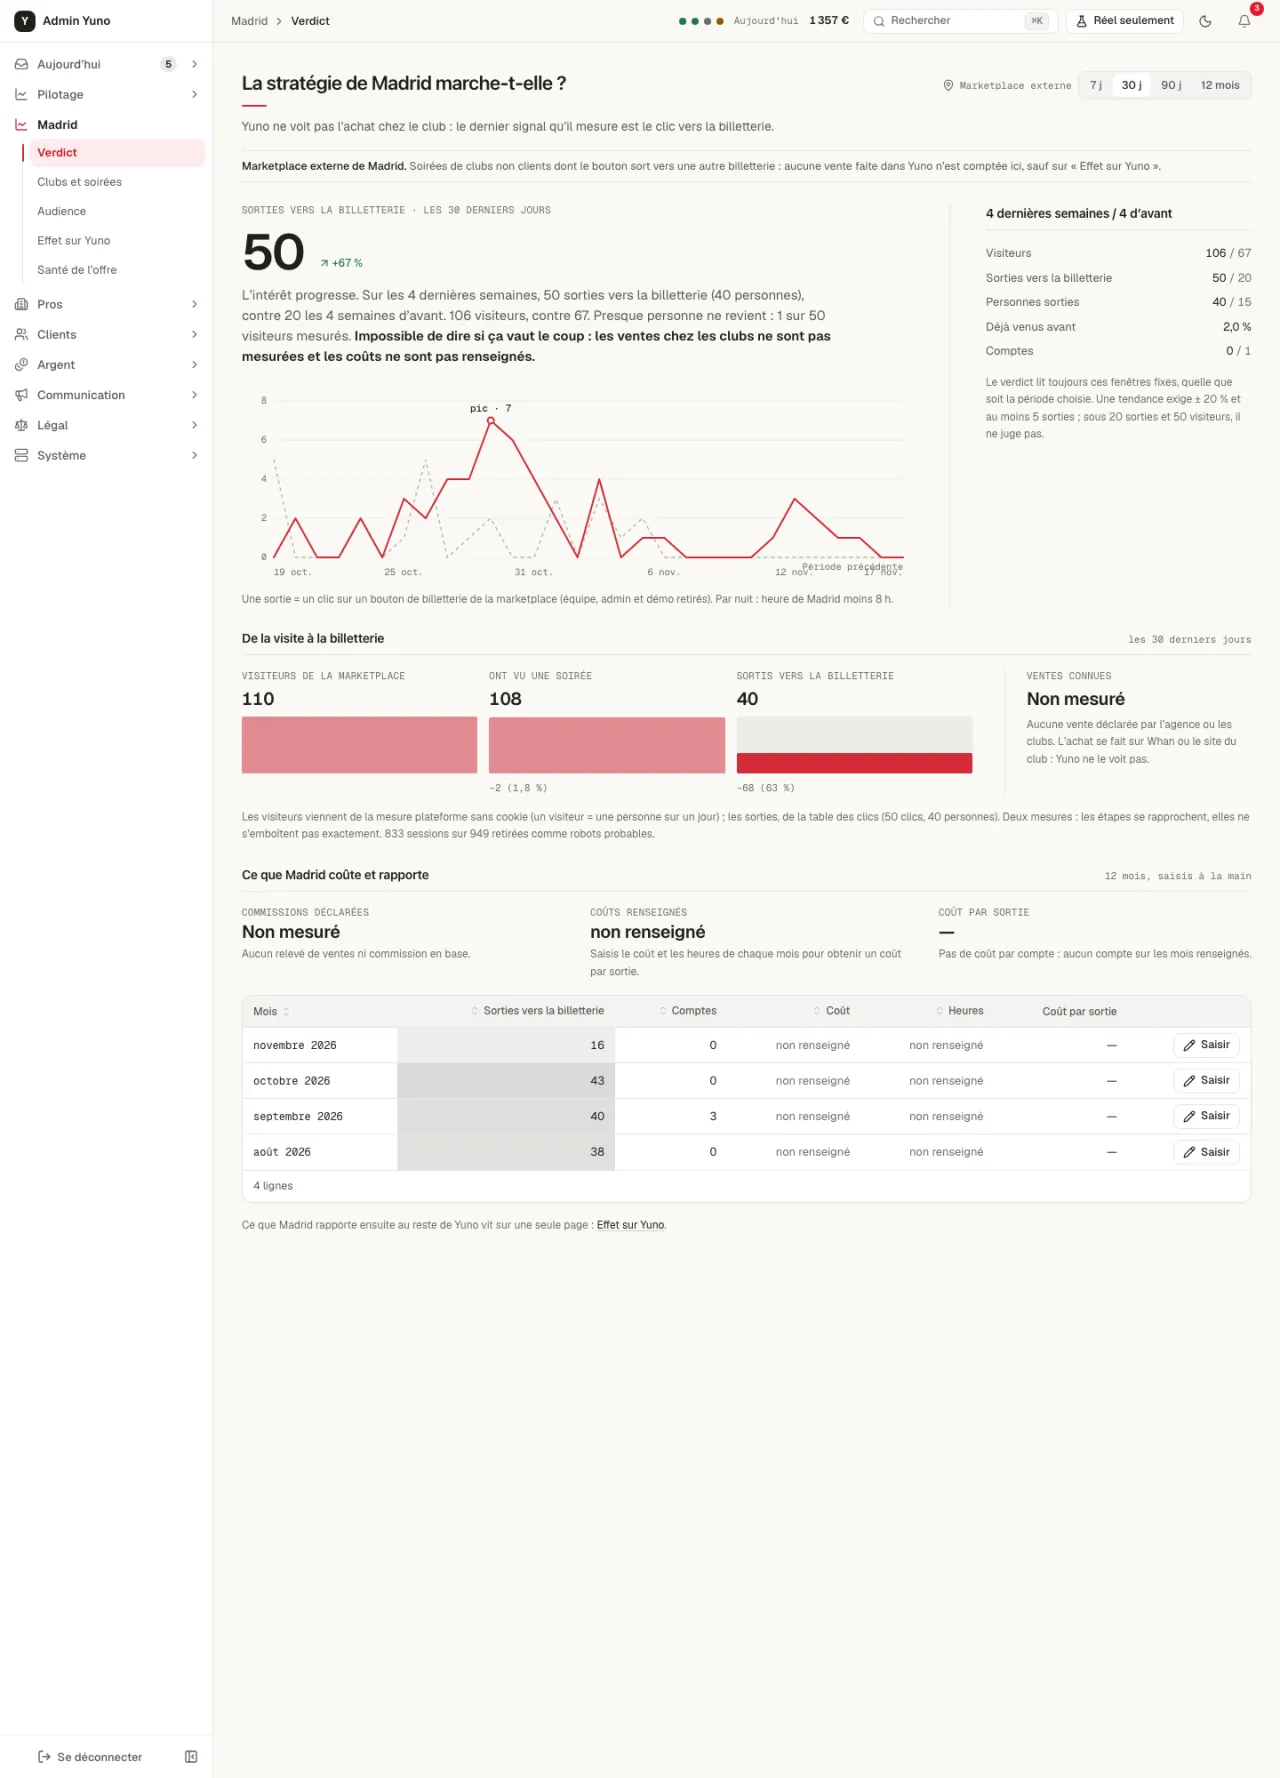 Y Admin Yuno
Madrid > Verdict
Aujourd'hui 1 357 €
Rechercher ⌘K
Réel seulement
3
Aujourd'hui 5
Pilotage
Madrid
Verdict
Clubs et soirées
Audience
Effet sur Yuno
Santé de l'offre
Pros
Clients
Argent
Communication
Légal
Système
Se déconnecter
La stratégie de Madrid marche-t-elle ?
Marketplace externe 7 j 30 j 90 j 12 mois
Yuno ne voit pas l'achat chez le club : le dernier signal qu'il mesure est le clic vers la billetterie.
Marketplace externe de Madrid. Soirées de clubs non clients dont le bouton sort vers une autre billetterie : aucune vente faite dans Yuno n'est comptée ici, sauf sur « Effet sur Yuno ».
SORTIES VERS LA BILLETTERIE · LES 30 DERNIERS JOURS
50 +67 %
L'intérêt progresse. Sur les 4 dernières semaines, 50 sorties vers la billetterie (40 personnes),
contre 20 les 4 semaines d'avant. 106 visiteurs, contre 67. Presque personne ne revient : 1 sur 50
visiteurs mesurés. Impossible de dire si ça vaut le coup : les ventes chez les clubs ne sont pas
mesurées et les coûts ne sont pas renseignés.
8
6
4
2
0
pic · 7
Période précédente
19 oct. 25 oct. 31 oct. 6 nov. 12 nov. 17 nov.
Une sortie = un clic sur un bouton de billetterie de la marketplace (équipe, admin et démo retirés). Par nuit : heure de Madrid moins 8 h.
4 dernières semaines / 4 d'avant
Visiteurs 106 / 67
Sorties vers la billetterie 50 / 20
Personnes sorties 40 / 15
Déjà venus avant 2,0 %
Comptes 0 / 1
Le verdict lit toujours ces fenêtres fixes, quelle que
soit la période choisie. Une tendance exige ± 20 % et
au moins 5 sorties ; sous 20 sorties et 50 visiteurs, il
ne juge pas.
De la visite à la billetterie
les 30 derniers jours
VISITEURS DE LA MARKETPLACE
110
ONT VU UNE SOIRÉE
108
−2 (1,8 %)
SORTIS VERS LA BILLETTERIE
40
−68 (63 %)
VENTES CONNUES
Non mesuré
Aucune vente déclarée par l'agence ou les
clubs. L'achat se fait sur Whan ou le site du
club : Yuno ne le voit pas.
Les visiteurs viennent de la mesure plateforme sans cookie (un visiteur = une personne sur un jour) ; les sorties, de la table des clics (50 clics, 40 personnes). Deux mesures : les étapes se rapprochent, elles ne
s'emboîtent pas exactement. 833 sessions sur 949 retirées comme robots probables.
Ce que Madrid coûte et rapporte
12 mois, saisis à la main
COMMISSIONS DÉCLARÉES
Non mesuré
Aucun relevé de ventes ni commission en base.
COÛTS RENSEIGNÉS
non renseigné
Saisis le coût et les heures de chaque mois pour obtenir un coût
par sortie.
COÛT PAR SORTIE
—
Pas de coût par compte : aucun compte sur les mois renseignés.
Mois Sorties vers la billetterie Comptes Coût Heures Coût par sortie
novembre 2026 16 0 non renseigné non renseigné — Saisir
octobre 2026 43 0 non renseigné non renseigné — Saisir
septembre 2026 40 3 non renseigné non renseigné — Saisir
août 2026 38 0 non renseigné non renseigné — Saisir
4 lignes
Ce que Madrid rapporte ensuite au reste de Yuno vit sur une seule page : Effet sur Yuno.